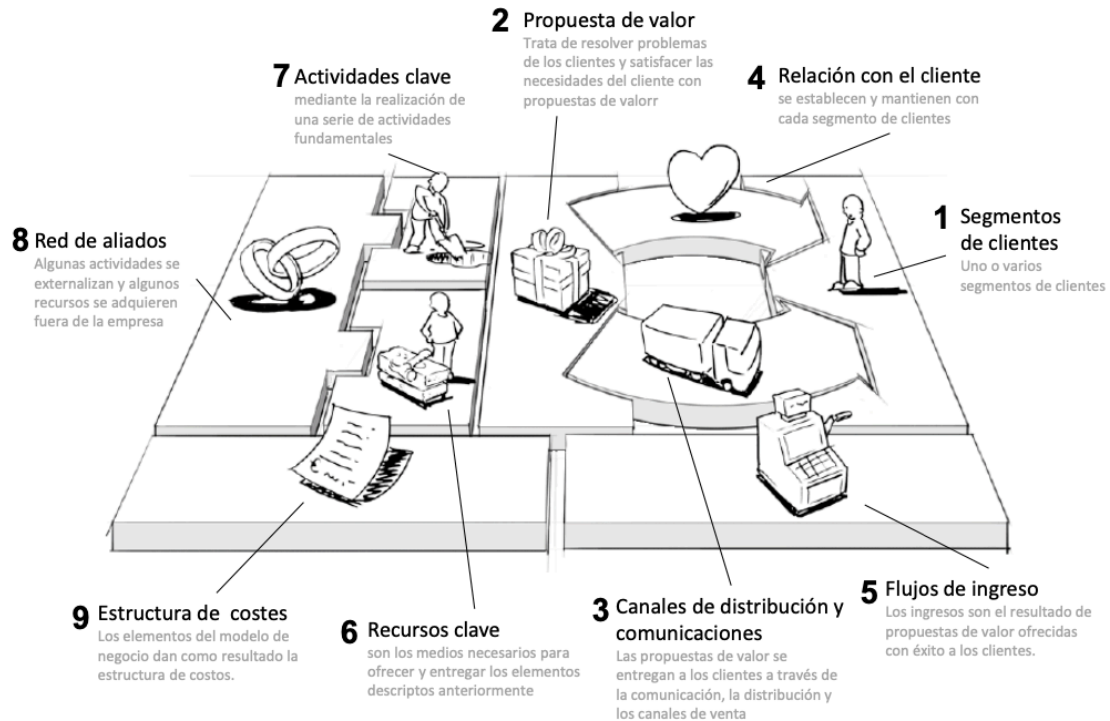 2 Propuesta de valor
Trata de resolver problemas
de los clientes y satisfacer las
necesidades del cliente con
propuestas de valorr
7 Actividades clave
mediante la realización de
una serie de actividades
fundamentales
4 Relación con el cliente
se establecen y mantienen con
cada segmento de clientes
1 Segmentos
de clientes
Uno o varios
segmentos de clientes
8 Red de aliados
Algunas actividades se
externalizan y algunos
recursos se adquieren
fuera de la empresa
9 Estructura de costes
Los elementos del modelo de
negocio dan como resultado la
estructura de costos.
6 Recursos clave
son los medios necesarios para
ofrecer y entregar los elementos
descriptos anteriormente
3 Canales de distribución y
comunicaciones
Las propuestas de valor se
entregan a los clientes a través de
la comunicación, la distribución y
los canales de venta
5 Flujos de ingreso
Los ingresos son el resultado de
propuestas de valor ofrecidas
con éxito a los clientes.